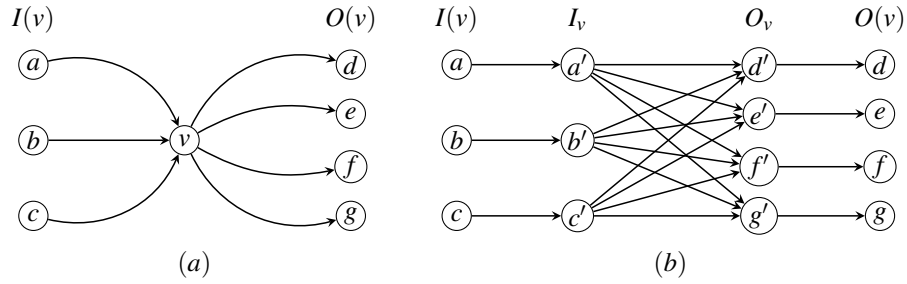 I(v) O(v) I(v) I_v O_v O(v)
a d a a′ d′ d
e e′ e
b v b b′
f f′ f
c g c c′ g′ g
(a) (b)